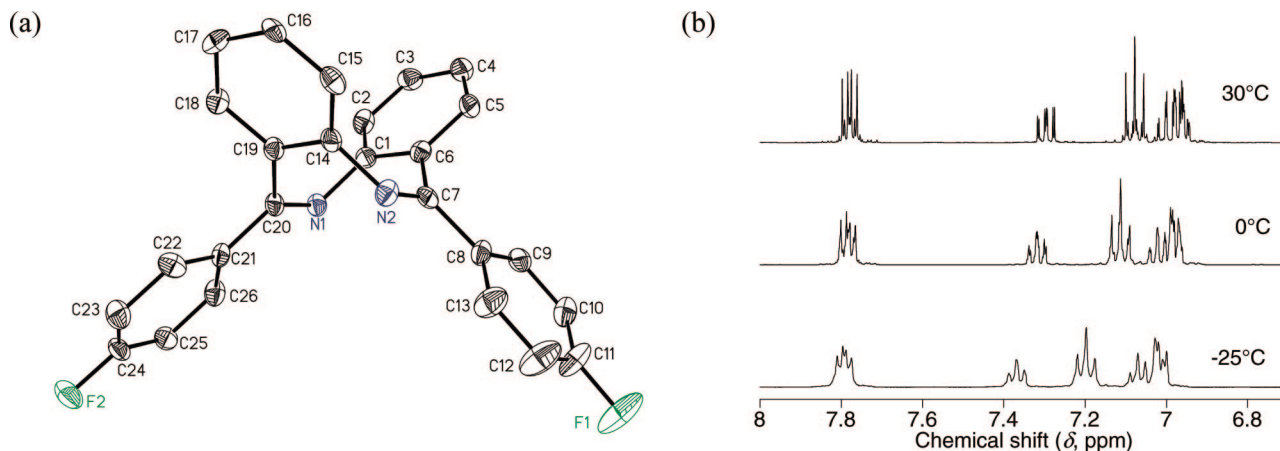 (a)
C17
C16
C15
C3
C4
C18
C2
C5
C19
C14
C1
C6
C7
C20
N1
N2
C22
C21
C8
C9
C23
C26
C13
C10
C25
C24
C12
C11
F2
F1
(b)
30°C
0°C
-25°C
8
7.8
7.6
7.4
7.2
7
6.8
Chemical shift (δ, ppm)